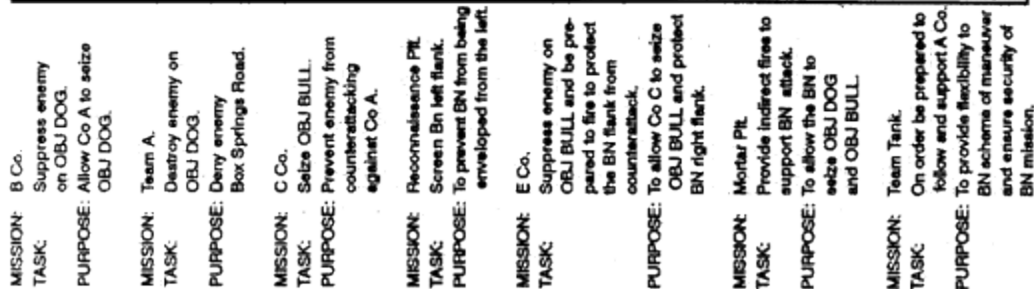 MISSION: B Co.
TASK: Suppress enemy
on OBJ DOG.
PURPOSE: Allow Co A to seize
OBJ DOG.
MISSION: Team A.
TASK: Destroy enemy on
OBJ DOG.
PURPOSE: Deny enemy
Box Springs Road.
MISSION: C Co.
TASK: Seize OBJ BULL.
PURPOSE: Prevent enemy from
counterattacking
against Co A.
MISSION: Reconnaissance Plt.
TASK: Screen Bn left flank.
PURPOSE: To prevent BN from being
enveloped from the left.
MISSION: E Co.
TASK: Suppress enemy on
OBJ BULL and be pre-
pared to fire to protect
the BN flank from
counterattack.
PURPOSE: To allow Co C to seize
OBJ BULL and protect
BN right flank.
MISSION: Mortar Plt.
TASK: Provide indirect fires to
support BN attack.
PURPOSE: To allow the BN to
seize OBJ DOG
and OBJ BULL.
MISSION: Team Tank.
TASK: On order be prepared to
follow and support A Co.
PURPOSE: To provide flexibility to
BN scheme of maneuver
and ensure security of
BN mission.